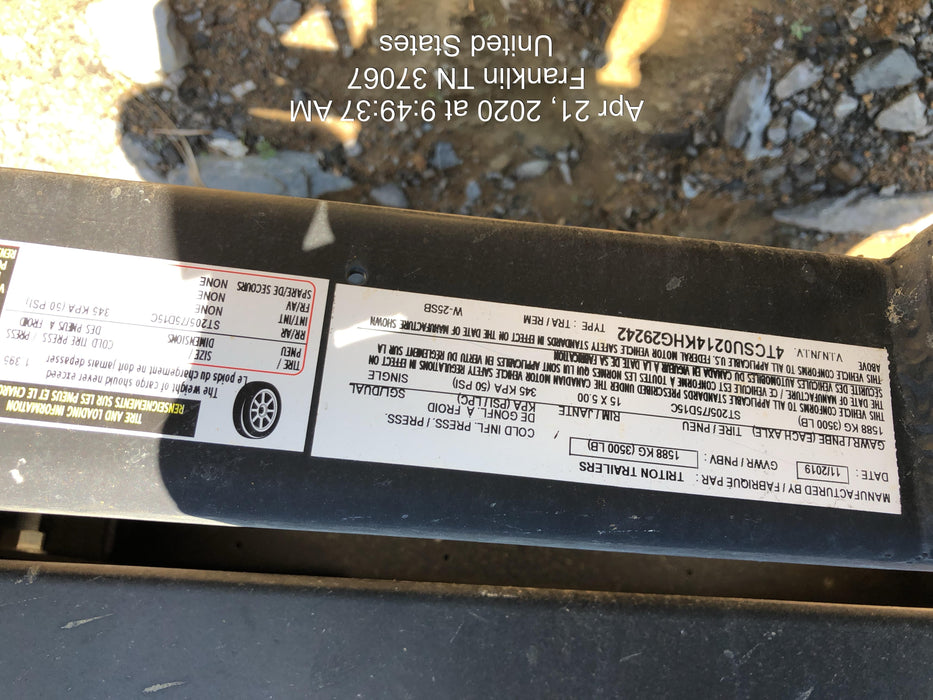 MANUFACTURED BY / FABRIQUE PAR : TRITON TRAILERS
DATE : 11/2019 GVWR / PNBV 1588 KG (3500 LB)
GAWR / PNBE (EACH AXLE) TIRE / PNEU RIM / JANTE COLD INFL. PRESS / PRESS. DE GONFL. A FROID KPA (PSI / LPC) SGL/DUAL
1588 KG (3500 LB) ST205/75D15C 15 X 5.00 345 KPA (50 PSI) SINGLE
THIS VEHICLE CONFORMS TO ALL APPLICABLE STANDARDS PRESCRIBED UNDER THE CANADIAN MOTOR VEHICLE SAFETY REGULATIONS IN EFFECT ON
THE DATE OF MANUFACTURE. / CE VEHICULE EST CONFORME A TOUTES LES NORMES QUI LUI SONT APPLICABLES EN VERTU DU REGLEMENT SUR LA
SECURITE DES VEHICULES AUTOMOBILES DU CANADA EN VIGUEUR A LA DATE DE SA FABRICATION.
THIS VEHICLE CONFORMS TO ALL APPLICABLE US FEDERAL MOTOR VEHICLE SAFETY STANDARDS IN EFFECT ON THE DATE OF MANUFACTURE SHOWN
ABOVE.
V.I.N./N.I.V. 4TCSU0214KHG29242 TYPE : TRA / REM W-25SB
TIRE AND LOADING INFORMATION
RENSEIGNEMENTS SUR LES PNEUS ET LE CHARG
The weight of cargo should never exceed
Le poids du chargement ne doit jamais dépasser
TIRE / PNEU SIZE / DIMENSIONS COLD TIRE PRESS. / PRESS DES PNEUS A FROID
RR/AR ST205/75D15C 345 KPA (50 PSI)
INT/INT NONE
FR/AV NONE
SPARE/DE SECOURS NONE
Apr 21, 2020 at 9:49:37 AM
Franklin TN 37067
United States